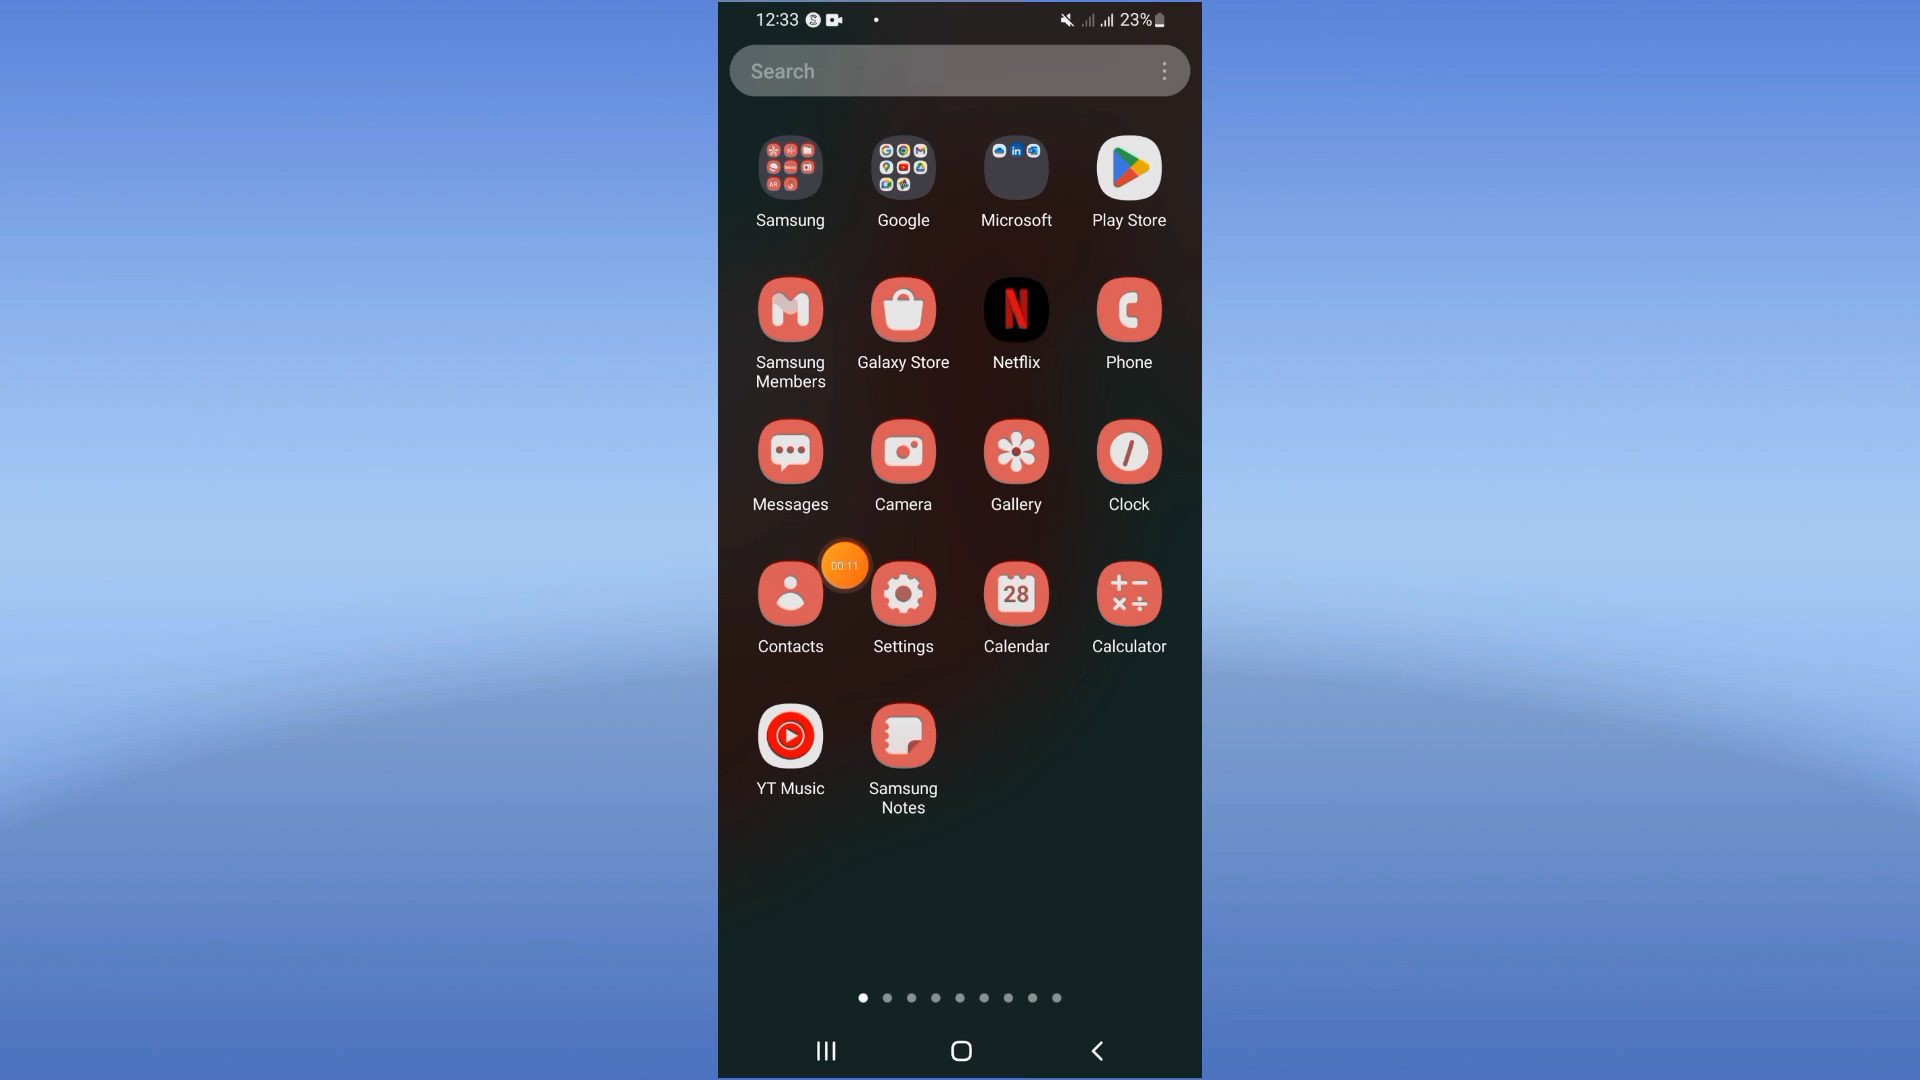 12:33
23%
Search
Samsung Google Microsoft Play Store
Samsung Members Galaxy Store Netflix Phone
Messages Camera Gallery Clock
00:11
28
Contacts Settings Calendar Calculator
YT Music Samsung Notes